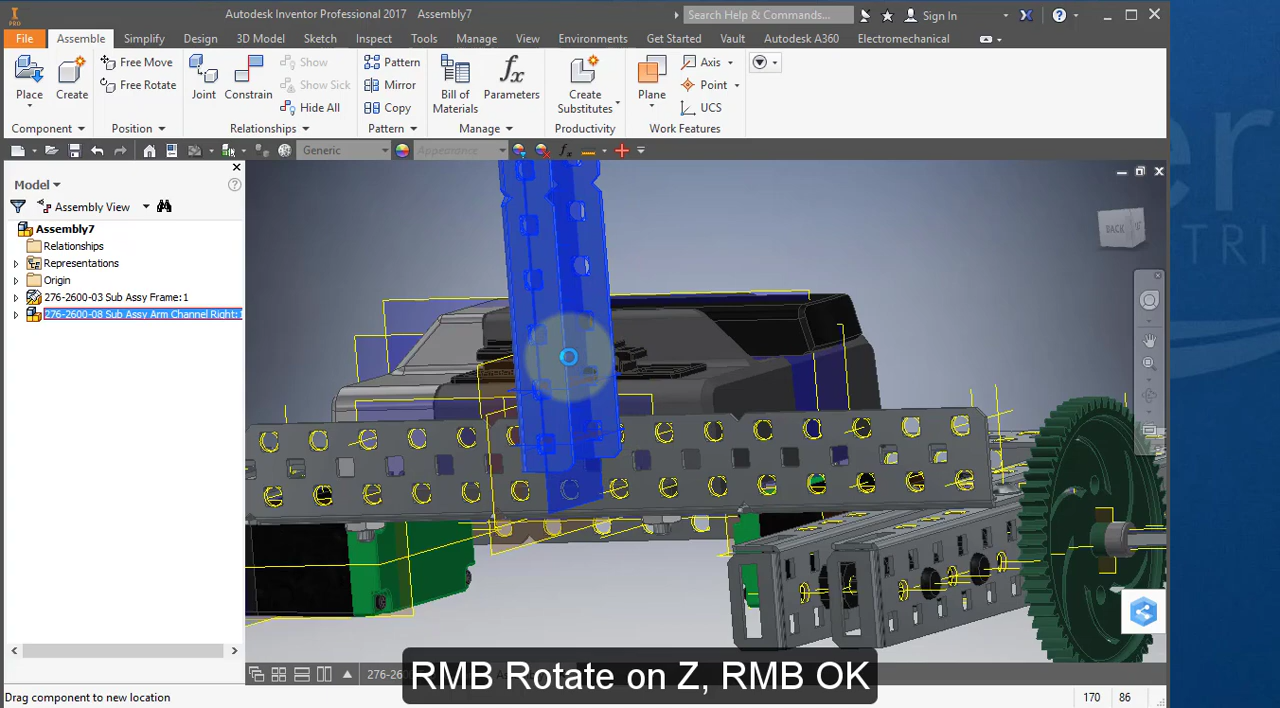 PRO
Autodesk Inventor Professional 2017 Assembly7
Search Help & Commands...
Sign In
File Assemble Simplify Design 3D Model Sketch Inspect Tools Manage View Environments Get Started Vault Autodesk A360 Electromechanical
Place
Create
Component
Free Move
Free Rotate
Position
Joint
Constrain
Show
Show Sick
Hide All
Relationships
Pattern
Mirror
Copy
Pattern
Bill of
Materials
Parameters
Manage
Create
Substitutes
Productivity
Plane
Axis
Point
UCS
Work Features
Generic
Appearance
Model
Assembly View
Assembly7
Relationships
Representations
Origin
276-2600-03 Sub Assy Frame:1
276-2600-08 Sub Assy Arm Channel Right:
BACK
RMB Rotate on Z, RMB OK
Drag component to new location
170 86
er
TRI